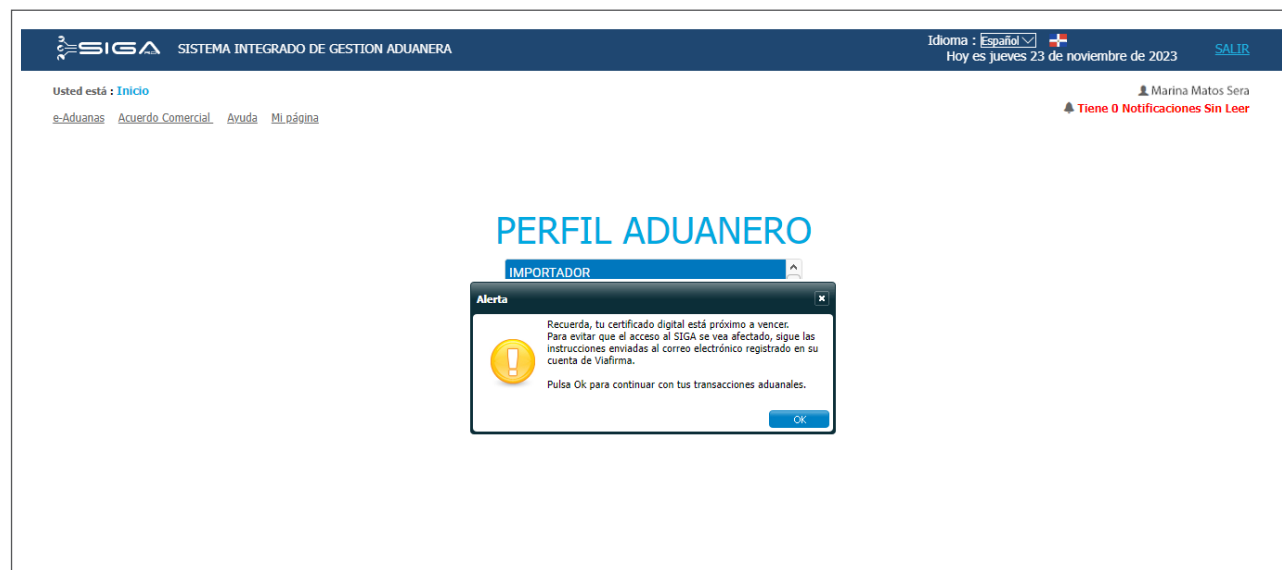 SIGA SISTEMA INTEGRADO DE GESTION ADUANERA
Idioma : Español
Hoy es jueves 23 de noviembre de 2023
SALIR
Usted está : Inicio
Marina Matos Sera
Tiene 0 Notificaciones Sin Leer
e-Aduanas Acuerdo Comercial Ayuda Mi página
PERFIL ADUANERO
IMPORTADOR
Alerta
Recuerda, tu certificado digital está próximo a vencer.
Para evitar que el acceso al SIGA se vea afectado, sigue las
instrucciones enviadas al correo electrónico registrado en su
cuenta de Viafirma.
Pulsa Ok para continuar con tus transacciones aduanales.
OK